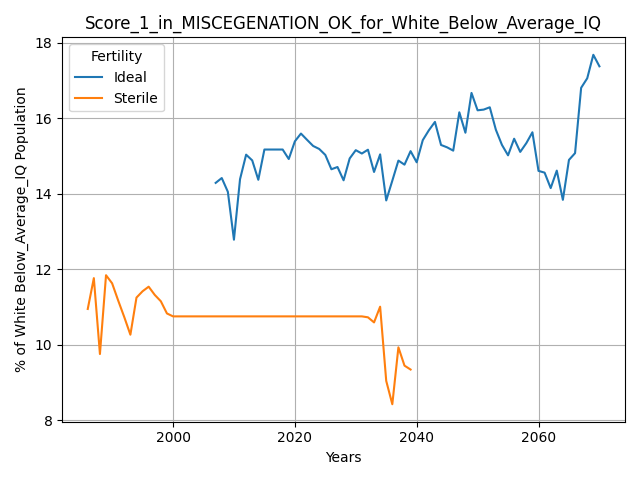 Score_1_in_MISCEGENATION_OK_for_White_Below_Average_IQ
% of White Below_Average_IQ Population
18
16
14
12
10
8
Fertility
Ideal
Sterile
2000
2020
2040
2060
Years